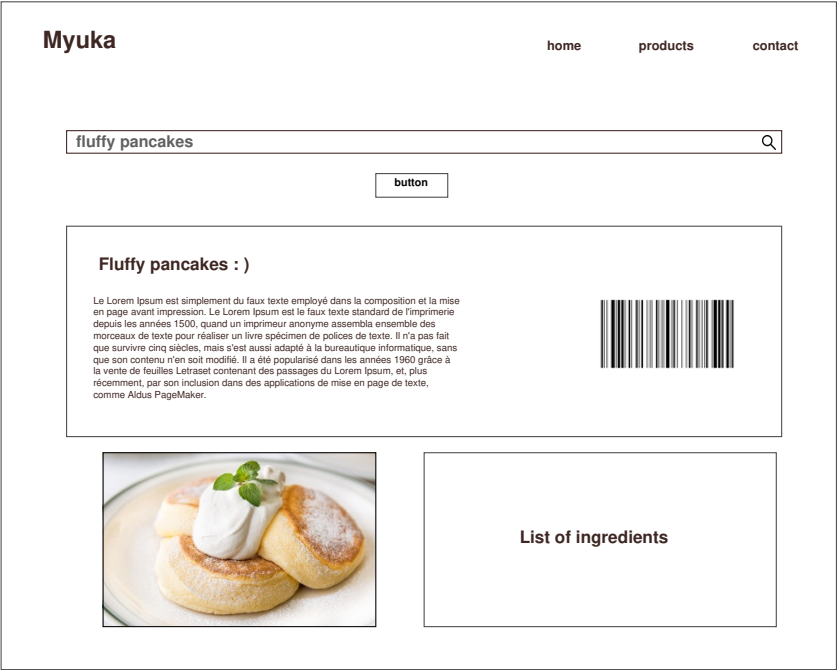 Myuka
home products contact
fluffy pancakes
button
Fluffy pancakes : )
Le Lorem Ipsum est simplement du faux texte employé dans la composition et la mise
en page avant impression. Le Lorem Ipsum est le faux texte standard de l'imprimerie
depuis les années 1500, quand un imprimeur anonyme assembla ensemble des
morceaux de texte pour réaliser un livre spécimen de polices de texte. Il n'a pas fait
que survivre cinq siècles, mais s'est aussi adapté à la bureautique informatique, sans
que son contenu n'en soit modifié. Il a été popularisé dans les années 1960 grâce à
la vente de feuilles Letraset contenant des passages du Lorem Ipsum, et, plus
récemment, par son inclusion dans des applications de mise en page de texte,
comme Aldus PageMaker.
List of ingredients